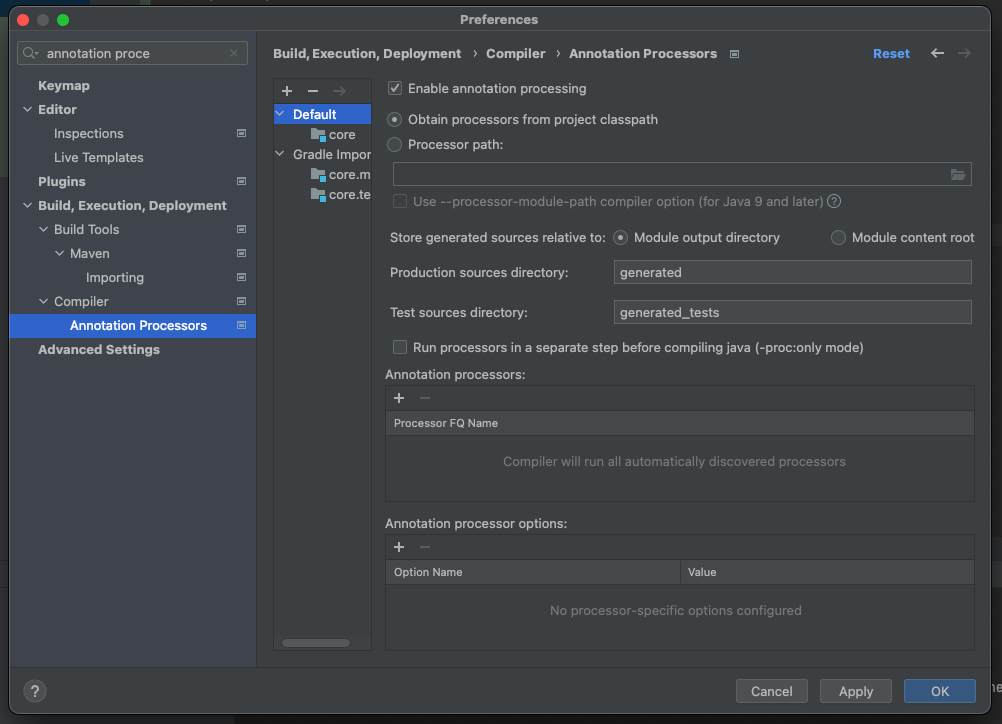 Preferences
annotation proce
Keymap
Editor
Inspections
Live Templates
Plugins
Build, Execution, Deployment
Build Tools
Maven
Importing
Compiler
Annotation Processors
Advanced Settings
Build, Execution, Deployment › Compiler › Annotation Processors
Reset
Default
core
Gradle Impor
core.m
core.te
Enable annotation processing
Obtain processors from project classpath
Processor path:
Use --processor-module-path compiler option (for Java 9 and later) ?
Store generated sources relative to: Module output directory Module content root
Production sources directory: generated
Test sources directory: generated_tests
Run processors in a separate step before compiling java (-proc:only mode)
Annotation processors:
Processor FQ Name
Compiler will run all automatically discovered processors
Annotation processor options:
Option Name Value
No processor-specific options configured
? Cancel Apply OK